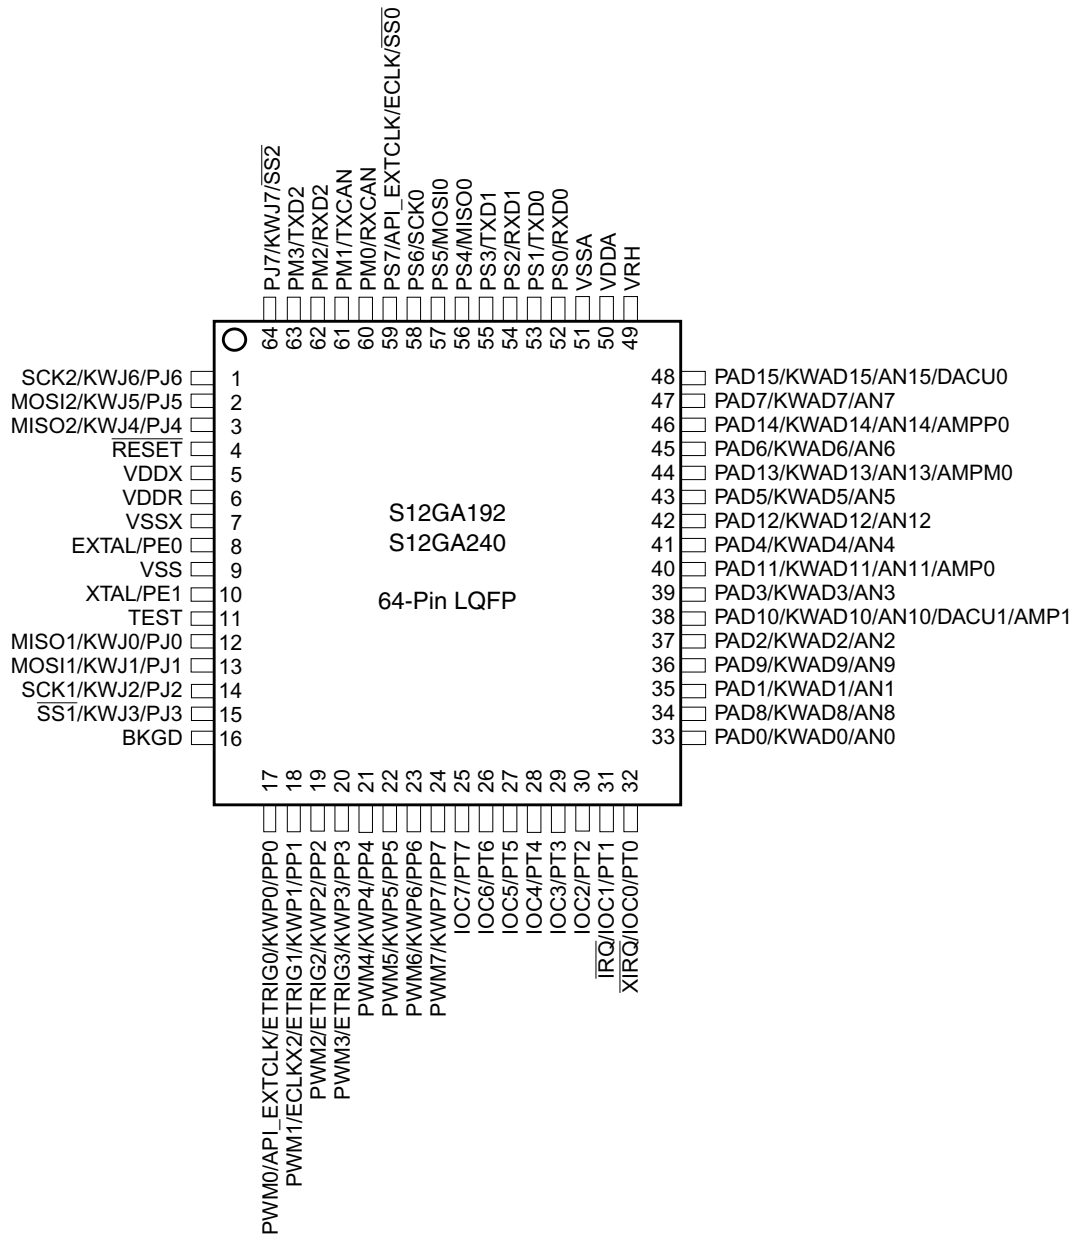 PJ7/KWJ7/SS2
PM3/TXD2
PM2/RXD2
PM1/TXCAN
PM0/RXCAN
PS7/API_EXTCLK/ECLK/SS0
PS6/SCK0
PS5/MOSI0
PS4/MISO0
PS3/TXD1
PS2/RXD1
PS1/TXD0
PS0/RXD0
VSSA
VDDA
VRH
64
63
62
61
60
59
58
57
56
55
54
53
52
51
50
49
SCK2/KWJ6/PJ6 1
MOSI2/KWJ5/PJ5 2
MISO2/KWJ4/PJ4 3
RESET 4
VDDX 5
VDDR 6
VSSX 7
EXTAL/PE0 8
VSS 9
XTAL/PE1 10
TEST 11
MISO1/KWJ0/PJ0 12
MOSI1/KWJ1/PJ1 13
SCK1/KWJ2/PJ2 14
SS1/KWJ3/PJ3 15
BKGD 16
S12GA192
S12GA240
64-Pin LQFP
48 PAD15/KWAD15/AN15/DACU0
47 PAD7/KWAD7/AN7
46 PAD14/KWAD14/AN14/AMPP0
45 PAD6/KWAD6/AN6
44 PAD13/KWAD13/AN13/AMPM0
43 PAD5/KWAD5/AN5
42 PAD12/KWAD12/AN12
41 PAD4/KWAD4/AN4
40 PAD11/KWAD11/AN11/AMP0
39 PAD3/KWAD3/AN3
38 PAD10/KWAD10/AN10/DACU1/AMP1
37 PAD2/KWAD2/AN2
36 PAD9/KWAD9/AN9
35 PAD1/KWAD1/AN1
34 PAD8/KWAD8/AN8
33 PAD0/KWAD0/AN0
17
18
19
20
21
22
23
24
25
26
27
28
29
30
31
32
PWM0/API_EXTCLK/ETRIG0/KWP0/PP0
PWM1/ECLKX2/ETRIG1/KWP1/PP1
PWM2/ETRIG2/KWP2/PP2
PWM3/ETRIG3/KWP3/PP3
PWM4/KWP4/PP4
PWM5/KWP5/PP5
PWM6/KWP6/PP6
PWM7/KWP7/PP7
IOC7/PT7
IOC6/PT6
IOC5/PT5
IOC4/PT4
IOC3/PT3
IOC2/PT2
IRQ/IOC1/PT1
XIRQ/IOC0/PT0